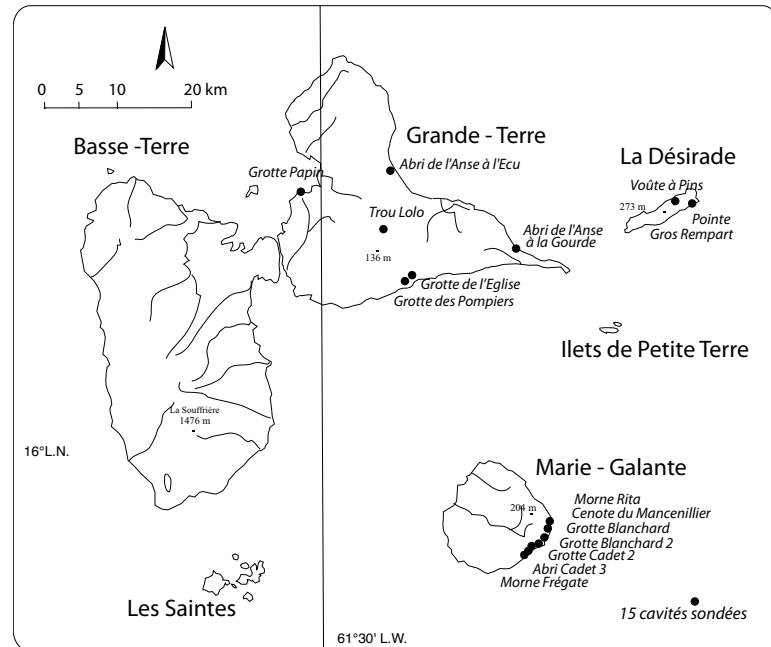 0 5 10 20 km
Basse -Terre
Grande - Terre
La Désirade
Grotte Papin
Abri de l'Anse à l'Ecu
Voûte à Pins
273 m
Pointe
Gros Rempart
Trou Lolo
136 m
Abri de l'Anse
à la Gourde
Grotte de l'Eglise
Grotte des Pompiers
Ilets de Petite Terre
La Souffrière
1476 m
16°L.N.
Marie - Galante
204 m
Morne Rita
Cenote du Mancenillier
Grotte Blanchard
Grotte Blanchard 2
Grotte Cadet 2
Abri Cadet 3
Morne Frégate
Les Saintes
15 cavités sondées
61°30' L.W.